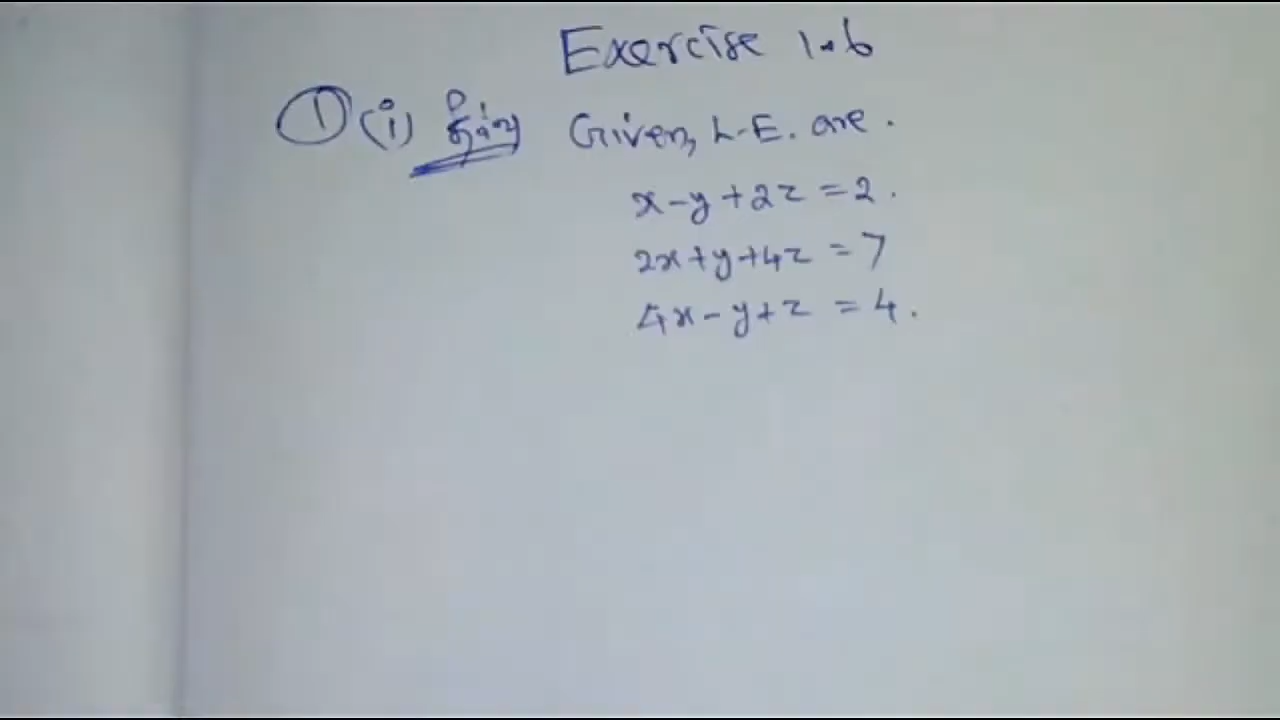 Exercise 1.6
① (i) தீர்வு Given, L.E. are.
x-y+2z = 2.
2x+y+4z = 7
4x-y+z = 4.